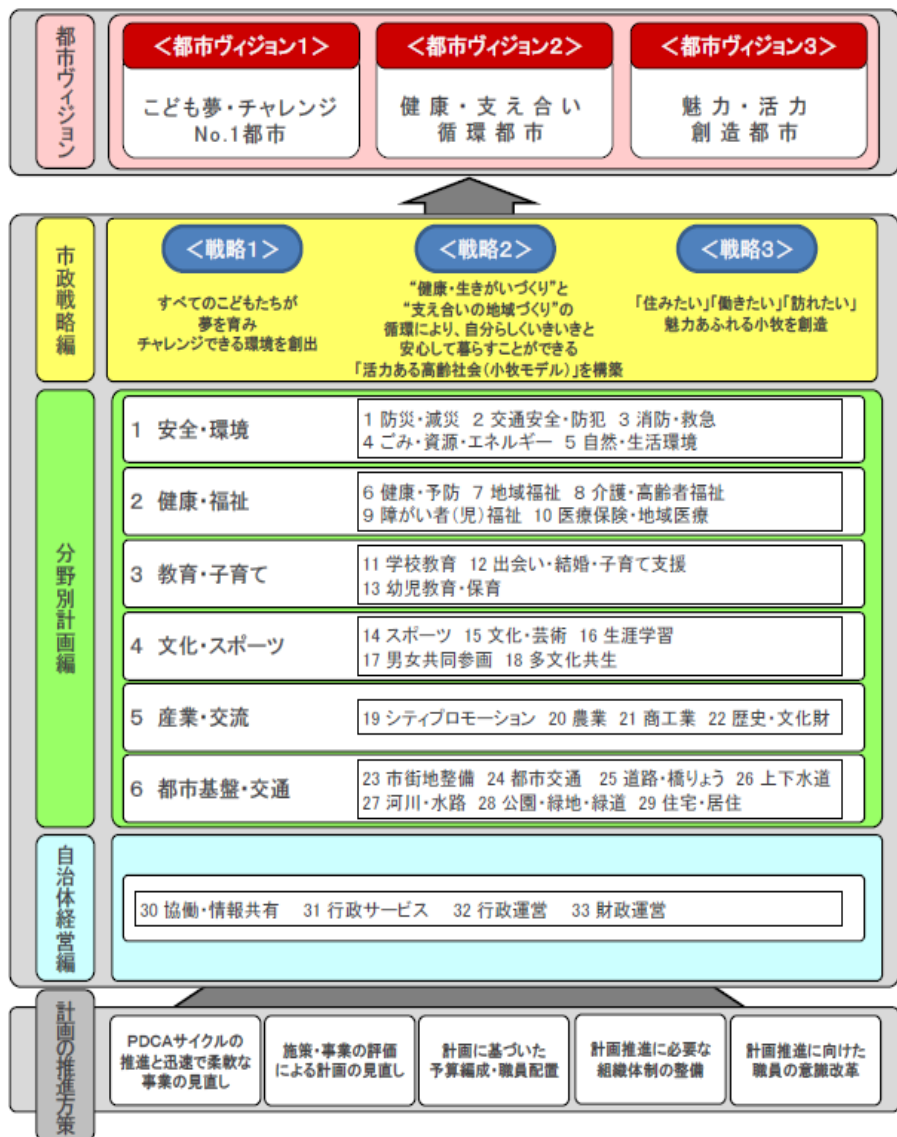 都市ヴィジョン
＜都市ヴィジョン1＞
こども夢・チャレンジ
No.1都市
＜都市ヴィジョン2＞
健康・支え合い
循環都市
＜都市ヴィジョン3＞
魅力・活力
創造都市
市政戦略編
＜戦略1＞
すべてのこどもたちが
夢を育み
チャレンジできる環境を創出
＜戦略2＞
“健康・生きがいづくり”と
“支え合いの地域づくり”の
循環により、自分らしくいきいきと
安心して暮らすことができる
「活力ある高齢社会（小牧モデル）」を構築
＜戦略3＞
「住みたい」「働きたい」「訪れたい」
魅力あふれる小牧を創造
分野別計画編
1 安全・環境
1 防災・減災 2 交通安全・防犯 3 消防・救急
4 ごみ・資源・エネルギー 5 自然・生活環境
2 健康・福祉
6 健康・予防 7 地域福祉 8 介護・高齢者福祉
9 障がい者（児）福祉 10 医療保険・地域医療
3 教育・子育て
11 学校教育 12 出会い・結婚・子育て支援
13 幼児教育・保育
4 文化・スポーツ
14 スポーツ 15 文化・芸術 16 生涯学習
17 男女共同参画 18 多文化共生
5 産業・交流
19 シティプロモーション 20 農業 21 商工業 22 歴史・文化財
6 都市基盤・交通
23 市街地整備 24 都市交通 25 道路・橋りょう 26 上下水道
27 河川・水路 28 公園・緑地・緑道 29 住宅・居住
自治体経営編
30 協働・情報共有 31 行政サービス 32 行政運営 33 財政運営
計画の推進方策
PDCAサイクルの
推進と迅速で柔軟な
事業の見直し
施策・事業の評価
による計画の見直し
計画に基づいた
予算編成・職員配置
計画推進に必要な
組織体制の整備
計画推進に向けた
職員の意識改革